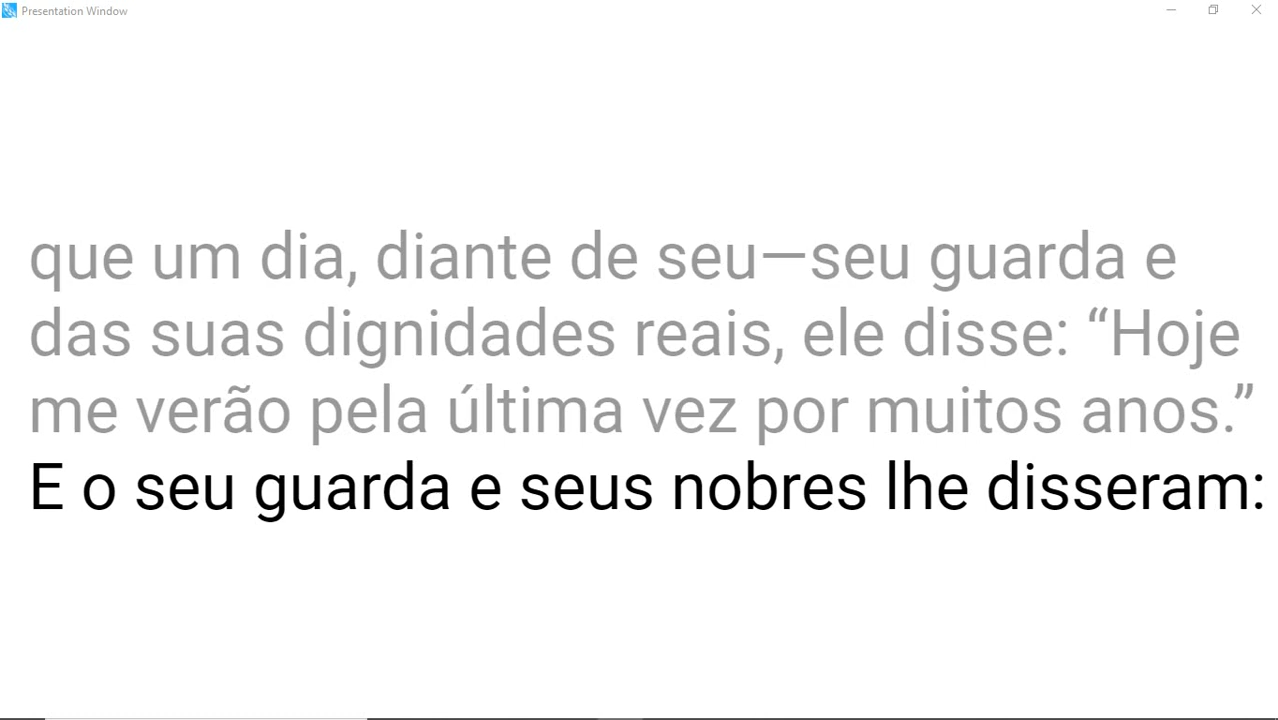 Presentation Window
que um dia, diante de seu—seu guarda e
das suas dignidades reais, ele disse: “Hoje
me verão pela última vez por muitos anos.”
E o seu guarda e seus nobres lhe disseram: